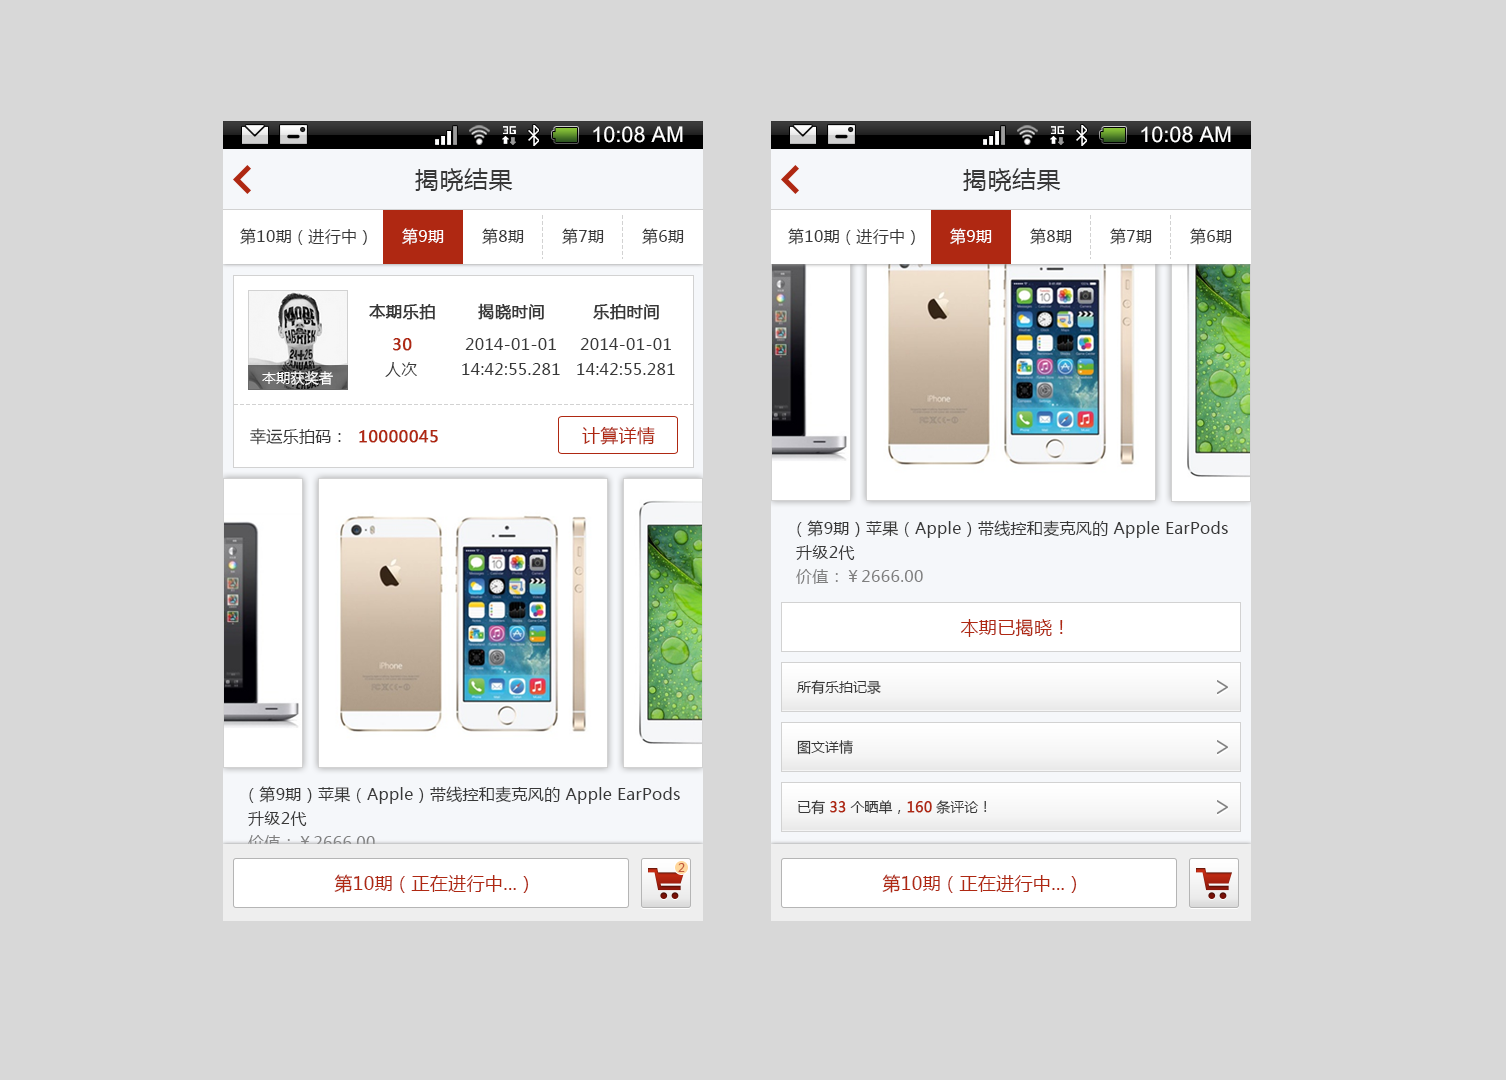 10:08 AM
揭晓结果
第10期（进行中） 第9期 第8期 第7期 第6期
本期获奖者
本期乐拍 揭晓时间 乐拍时间
30 2014-01-01 2014-01-01
人次 14:42:55.281 14:42:55.281
幸运乐拍码： 10000045 计算详情
iPhone
（第9期）苹果（Apple）带线控和麦克风的 Apple EarPods
升级2代
价值：￥2666.00
第10期（正在进行中...）
2
10:08 AM
揭晓结果
第10期（进行中） 第9期 第8期 第7期 第6期
iPhone
（第9期）苹果（Apple）带线控和麦克风的 Apple EarPods
升级2代
价值：￥2666.00
本期已揭晓！
所有乐拍记录
图文详情
已有 33 个晒单，160 条评论！
第10期（正在进行中...）